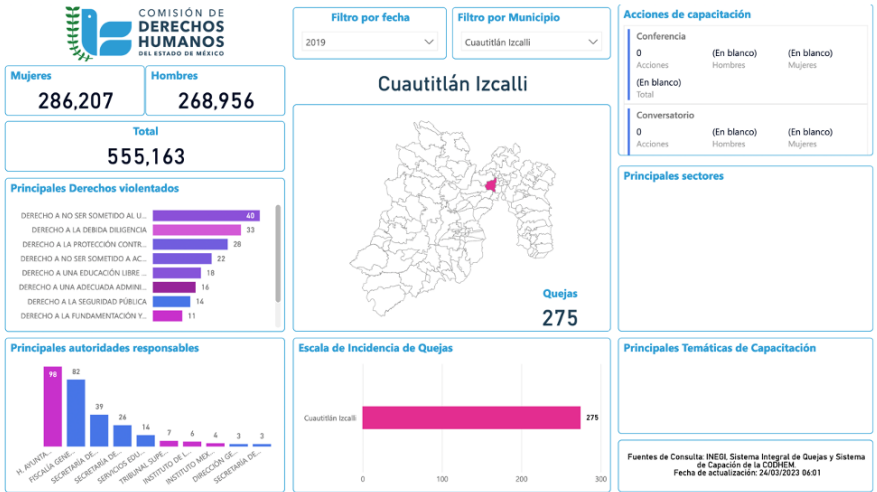 COMISIÓN DE
DERECHOS
HUMANOS
DEL ESTADO DE MÉXICO
Filtro por fecha
2019
Filtro por Municipio
Cuautitlán Izcalli
Acciones de capacitación
Conferencia
0 (En blanco) (En blanco)
Acciones Hombres Mujeres
(En blanco)
Total
Conversatorio
0 (En blanco) (En blanco)
Acciones Hombres Mujeres
Mujeres
286,207
Hombres
268,956
Total
555,163
Cuautitlán Izcalli
Quejas
275
Principales Derechos violentados
DERECHO A NO SER SOMETIDO AL U... 40
DERECHO A LA DEBIDA DILIGENCIA 33
DERECHO A LA PROTECCIÓN CONTR... 28
DERECHO A NO SER SOMETIDO A AC... 22
DERECHO A UNA EDUCACIÓN LIBRE ... 18
DERECHO A UNA ADECUADA ADMINI... 16
DERECHO A LA SEGURIDAD PÚBLICA 14
DERECHO A LA FUNDAMENTACIÓN Y... 11
Principales sectores
Principales autoridades responsables
98 82 39 26 14 7 6 4 3 3
H. AYUNTA...
FISCALÍA GENE...
SECRETARÍA DE...
SECRETARÍA DE...
SERVICIOS EDU...
TRIBUNAL SUPE...
INSTITUTO DE L...
INSTITUTO MEX...
DIRECCIÓN GE...
SECRETARÍA DE...
Escala de Incidencia de Quejas
Cuautitlán Izcalli 275
0 100 200 300
Principales Temáticas de Capacitación
Fuentes de Consulta: INEGI, Sistema Integral de Quejas y Sistema
de Capación de la CODHEM.
Fecha de actualización: 24/03/2023 06:01